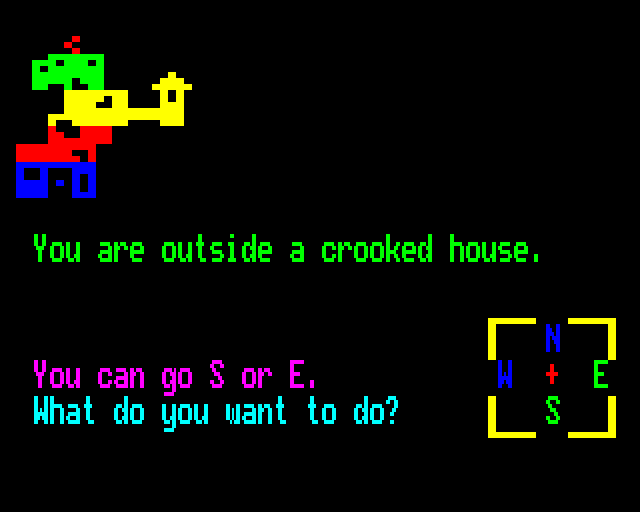 You are outside a crooked house.
N
W + E
S
You can go S or E.
What do you want to do?